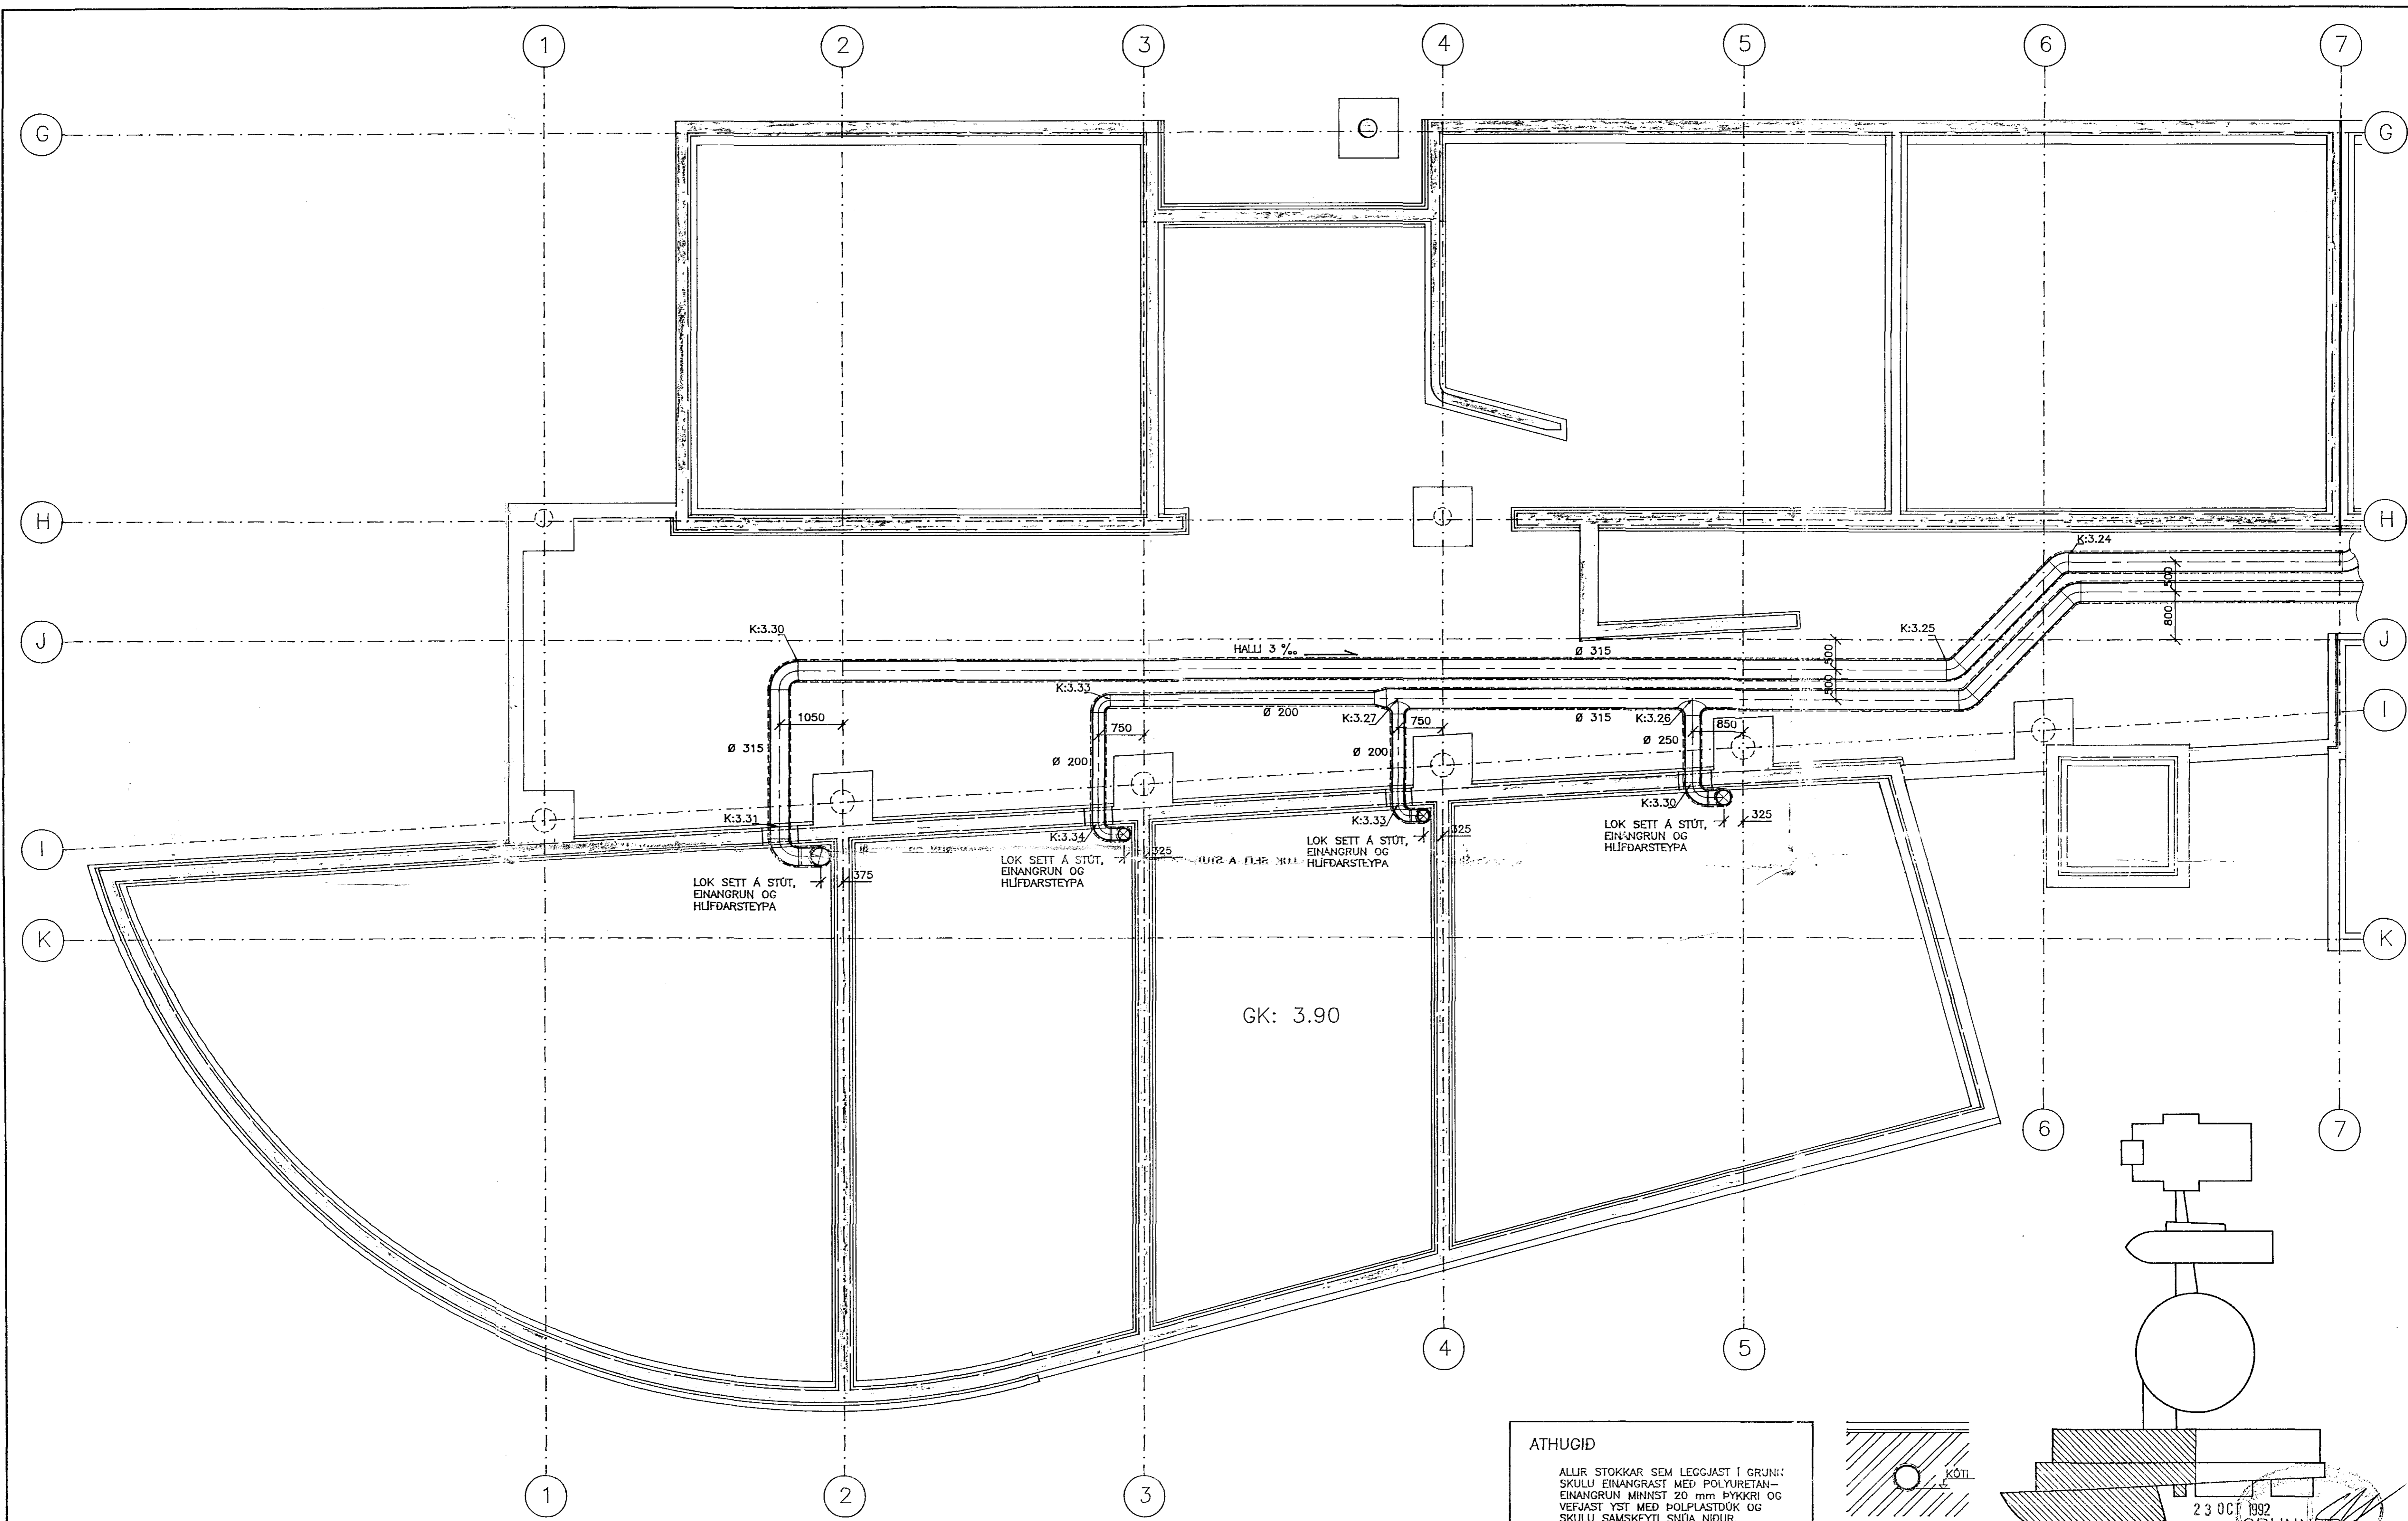 1 2 3 4 5 6 7
G G
H H
K:3.24
500
800
J J
K:3.30
HALLI 3 ‰
Ø 315
500
500
K:3.25
K:3.33
1050
750
Ø 200
K:3.27
750
Ø 315
K:3.26
850
I
Ø 315
Ø 200
Ø 200
Ø 250
K:3.31
K:3.34
K:3.33
K:3.30
I
375
325
325
325
LOK SETT Á STÚT,
EINANGRUN OG
HLÍFÐARSTEYPA
LOK SETT Á STÚT,
EINANGRUN OG
HLÍFÐARSTEYPA
LOK SETT Á STÚT,
EINANGRUN OG
HLÍFÐARSTEYPA
LOK SETT Á STÚT,
EINANGRUN OG
HLÍFÐARSTEYPA
K K
GK: 3.90
6 7
4 5
1 2 3
ATHUGIÐ
ALLIR STOKKAR SEM LEGGJAST Í GRUNN
SKULU EINANGRAST MEÐ POLYURETAN-
EINANGRUN MINNST 20 mm ÞYKKRI OG
VEFJAST YST MEÐ ÞOLPLASTDÚK OG
SKULU SAMSKEYTI SNÚA NIÐUR
KÓTI
23 OCT 1992